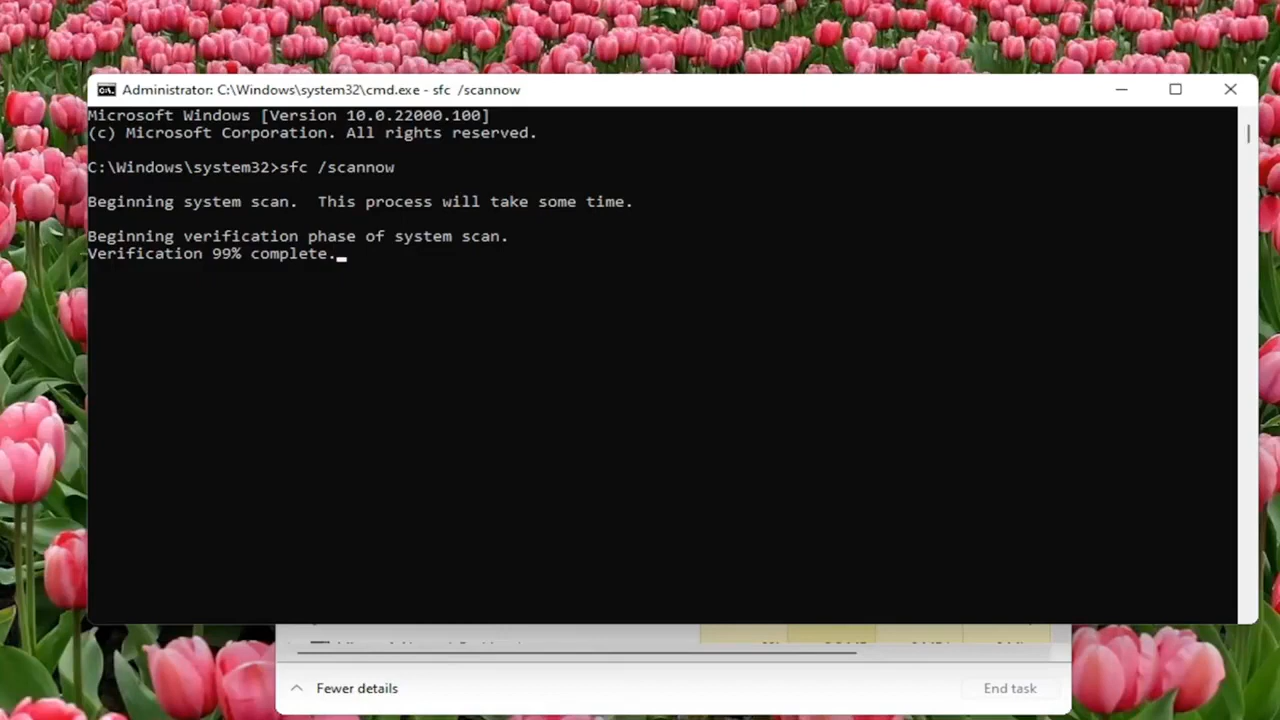 Administrator: C:\Windows\system32\cmd.exe - sfc  /scannow
Microsoft Windows [Version 10.0.22000.100]
(c) Microsoft Corporation. All rights reserved.
C:\Windows\system32>sfc /scannow
Beginning system scan.  This process will take some time.
Beginning verification phase of system scan.
Verification 99% complete.
Fewer details
End task